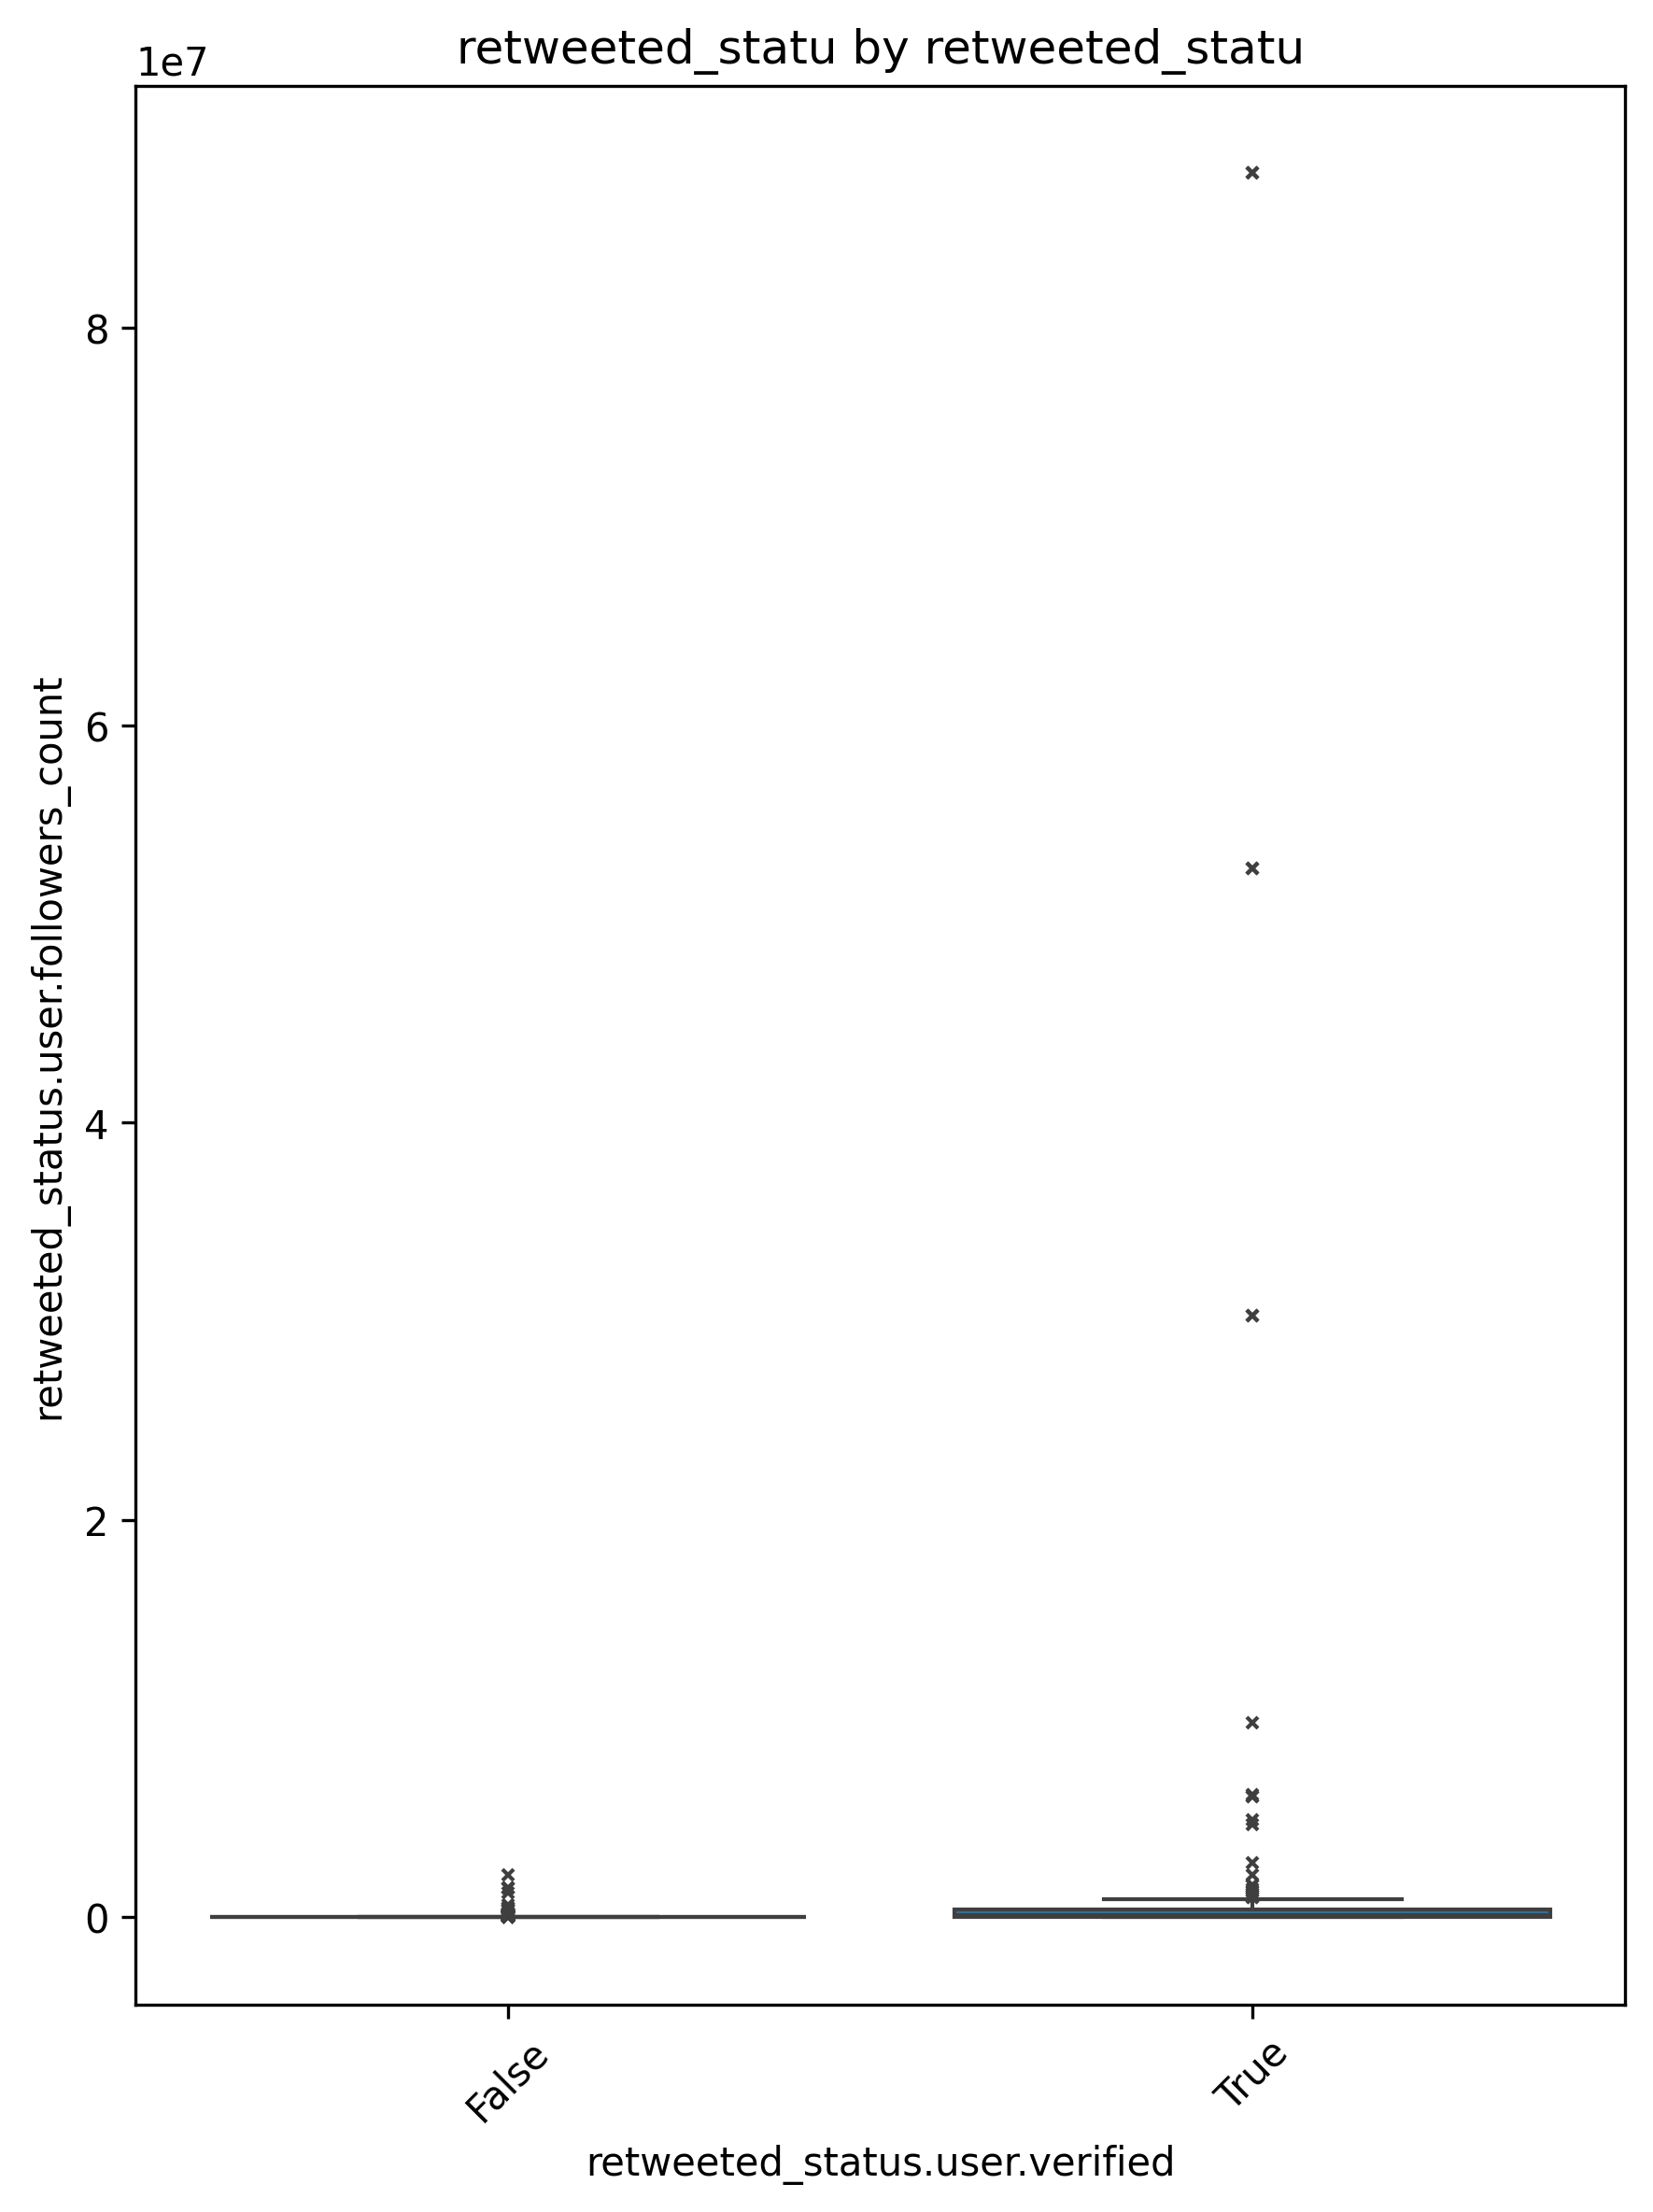 retweeted_statu by retweeted_statu
1e7
8
6
4
2
0
retweeted_status.user.followers_count
False
True
retweeted_status.user.verified